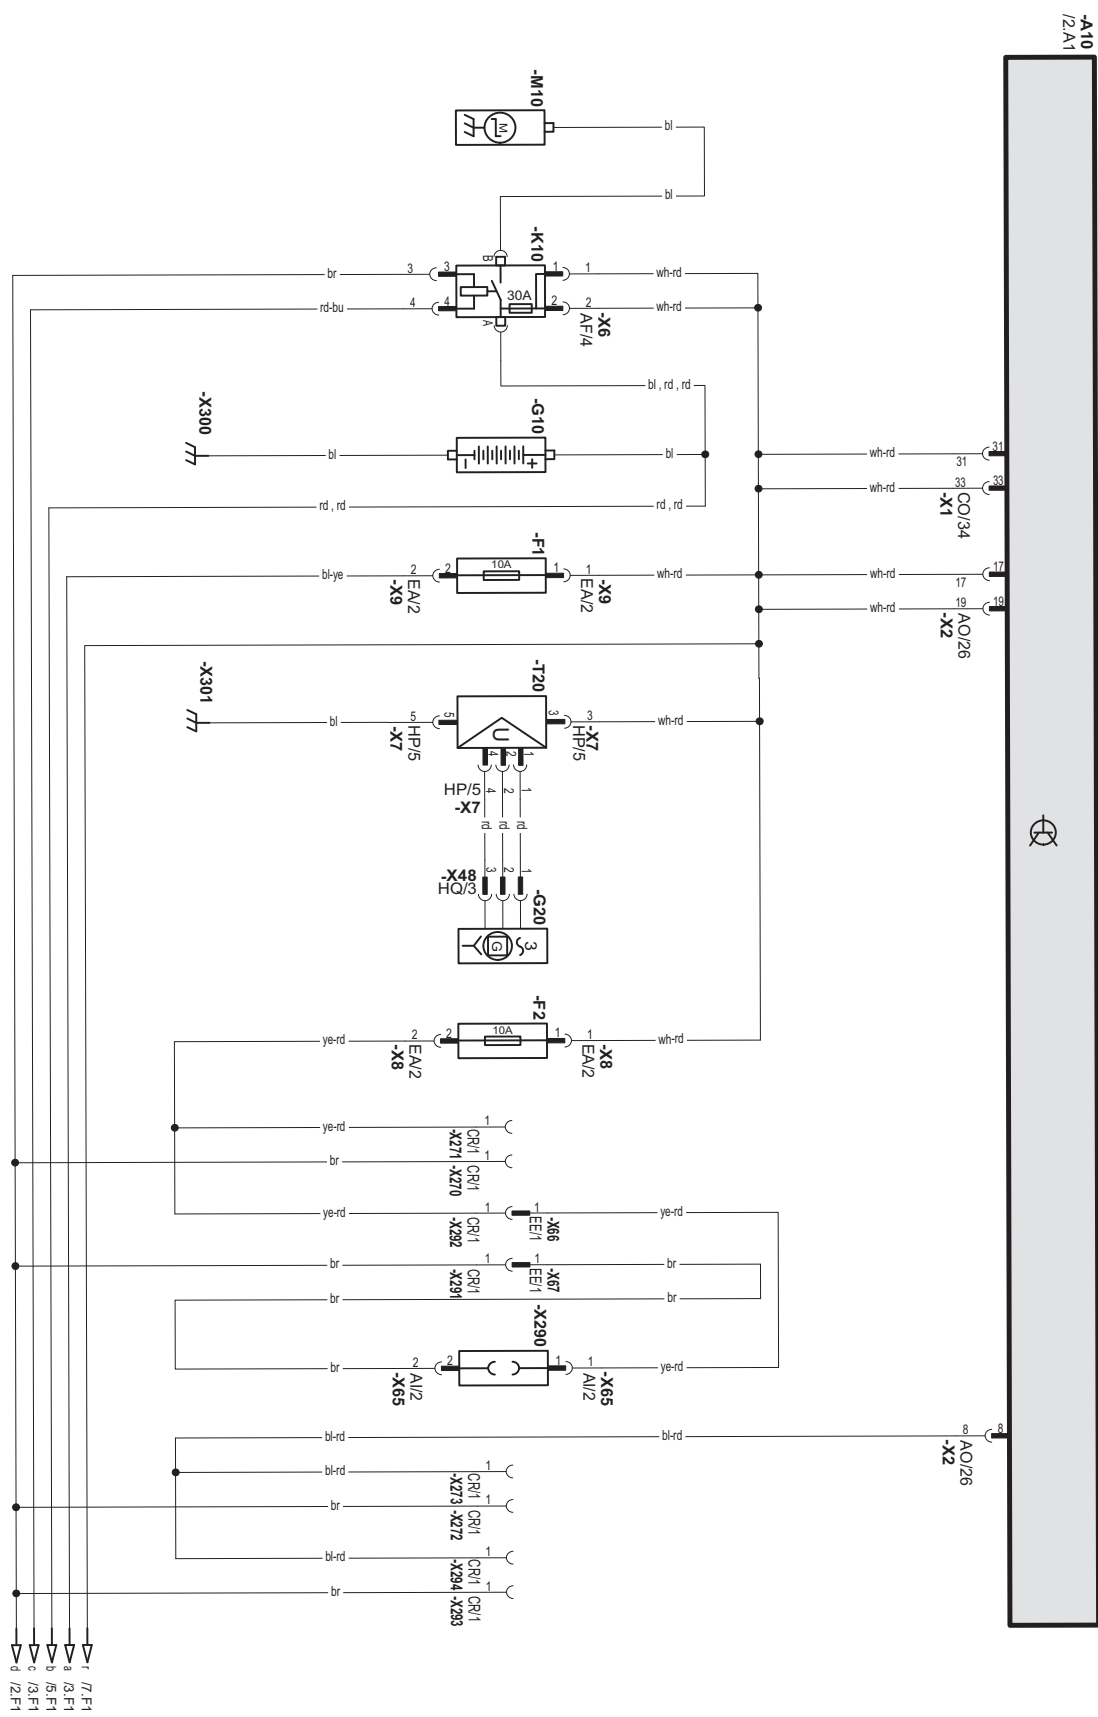 -A10
/2.A1
-M10
M
bl
bl
-K10
B
3
3
br
4
4
rd-bu
30A
1
1
wh-rd
2
2
wh-rd
-X6
AF/4
A
bl , rd , rd
-X300
-G10
bl
bl
rd , rd
rd , rd
wh-rd
31
31
wh-rd
33
33
CO/34
-X1
-F1
10A
bl-ye
2
2
EA/2
-X9
1
1
wh-rd
-X9
EA/2
wh-rd
17
17
wh-rd
19
19
AO/26
-X2
-X301
-T20
U
bl
5
5
HP/5
-X7
3
3
wh-rd
-X7
HP/5
4
2
1
HP/5
-X7
4
2
1
rd
rd
rd
-X48
HQ/3
3
2
1
-G20
G
3
-F2
10A
ye-rd
2
2
EA/2
-X8
1
1
wh-rd
-X8
EA/2
ye-rd
1
CR/1
-X271
br
1
CR/1
-X270
ye-rd
1
CR/1
-X292
1
EE/1
-X66
ye-rd
br
1
CR/1
-X291
1
EE/1
-X67
br
br
br
-X290
br
2
2
AI/2
-X65
1
1
ye-rd
-X65
AI/2
bl-rd
bl-rd
8
8
AO/26
-X2
bl-rd
1
CR/1
-X273
br
1
CR/1
-X272
bl-rd
1
CR/1
-X294
br
1
CR/1
-X293
d /2.F1
c /3.F1
b /5.F1
a /3.F1
r /7.F1